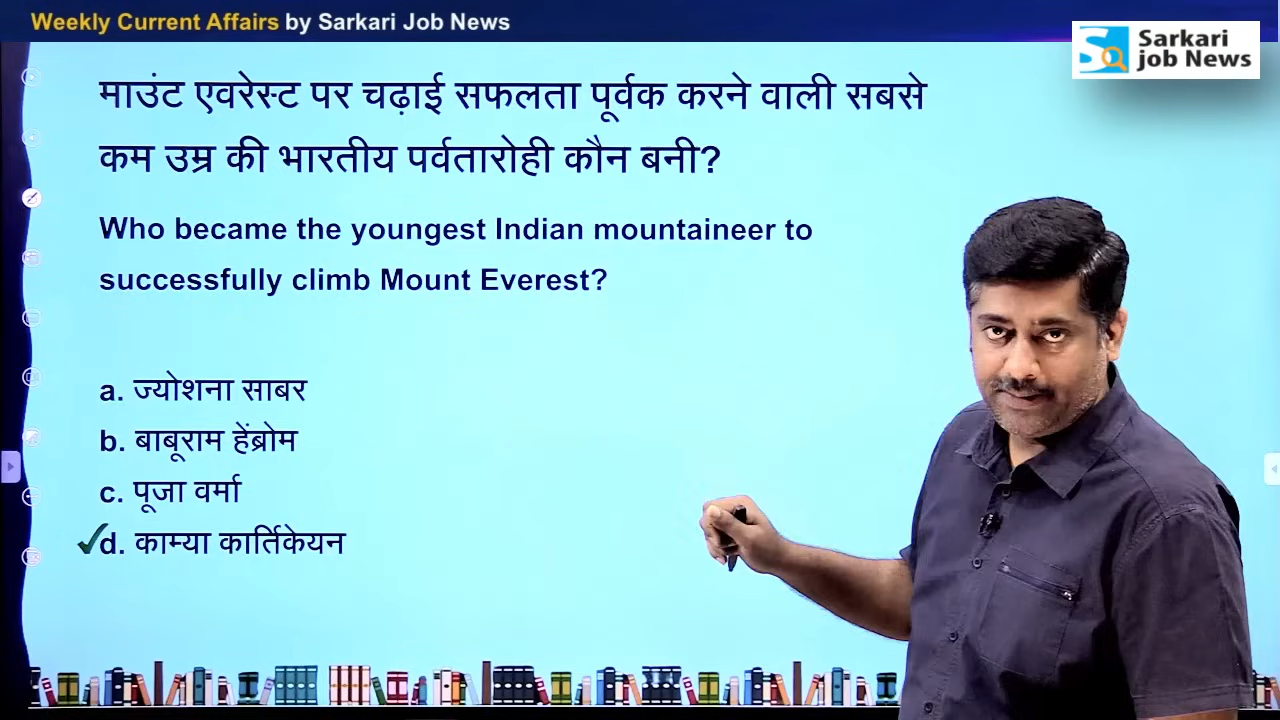 Weekly Current Affairs by Sarkari Job News
Sarkari
job News
माउंट एवरेस्ट पर चढ़ाई सफलता पूर्वक करने वाली सबसे
कम उम्र की भारतीय पर्वतारोही कौन बनी?
Who became the youngest Indian mountaineer to
successfully climb Mount Everest?
a. ज्योशना साबर
b. बाबूराम हेंब्रोम
c. पूजा वर्मा
d. काम्या कार्तिकेयन